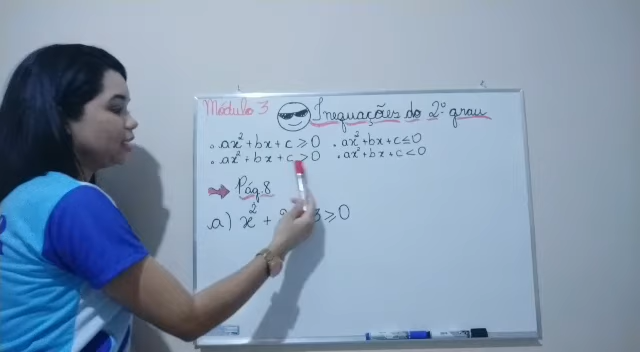 Módulo 3 Inequações do 2º grau
• ax² + bx + c ≥ 0 • ax² + bx + c ≤ 0
• ax² + bx + c > 0 • ax² + bx + c < 0
Pág. 8
a) x² + 3 ≥ 0